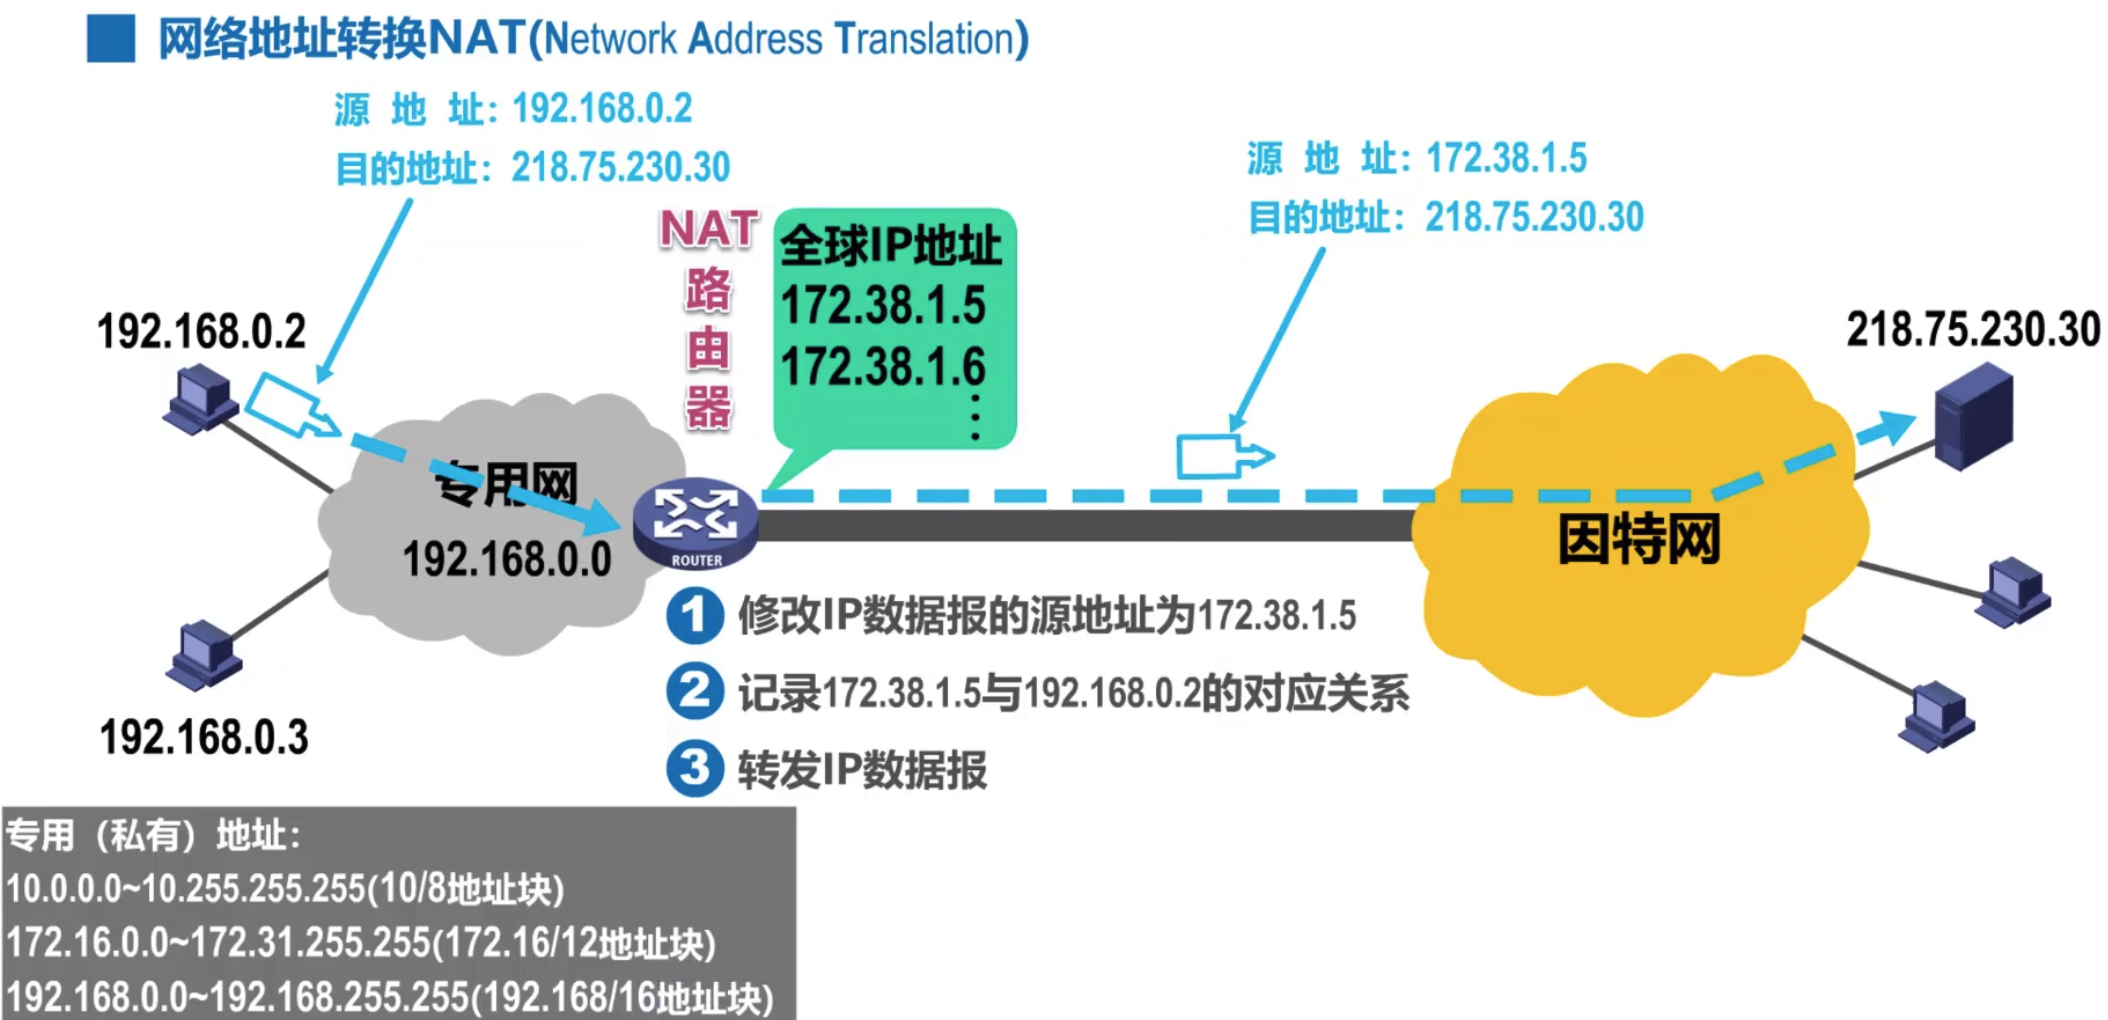 网络地址转换NAT(Network Address Translation)
源 地 址：192.168.0.2
目的地址：218.75.230.30
源 地 址：172.38.1.5
目的地址：218.75.230.30
NAT
路
由
器
全球IP地址
172.38.1.5
172.38.1.6
⋮
192.168.0.2
218.75.230.30
专用网
192.168.0.0
ROUTER
因特网
192.168.0.3
1 修改IP数据报的源地址为172.38.1.5
2 记录172.38.1.5与192.168.0.2的对应关系
3 转发IP数据报
专用（私有）地址：
10.0.0.0~10.255.255.255(10/8地址块)
172.16.0.0~172.31.255.255(172.16/12地址块)
192.168.0.0~192.168.255.255(192.168/16地址块)